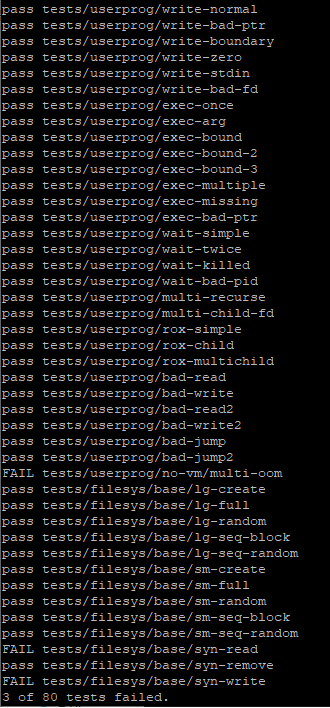 pass tests/userprog/write-normal
pass tests/userprog/write-bad-ptr
pass tests/userprog/write-boundary
pass tests/userprog/write-zero
pass tests/userprog/write-stdin
pass tests/userprog/write-bad-fd
pass tests/userprog/exec-once
pass tests/userprog/exec-arg
pass tests/userprog/exec-bound
pass tests/userprog/exec-bound-2
pass tests/userprog/exec-bound-3
pass tests/userprog/exec-multiple
pass tests/userprog/exec-missing
pass tests/userprog/exec-bad-ptr
pass tests/userprog/wait-simple
pass tests/userprog/wait-twice
pass tests/userprog/wait-killed
pass tests/userprog/wait-bad-pid
pass tests/userprog/multi-recurse
pass tests/userprog/multi-child-fd
pass tests/userprog/rox-simple
pass tests/userprog/rox-child
pass tests/userprog/rox-multichild
pass tests/userprog/bad-read
pass tests/userprog/bad-write
pass tests/userprog/bad-read2
pass tests/userprog/bad-write2
pass tests/userprog/bad-jump
pass tests/userprog/bad-jump2
FAIL tests/userprog/no-vm/multi-oom
pass tests/filesys/base/lg-create
pass tests/filesys/base/lg-full
pass tests/filesys/base/lg-random
pass tests/filesys/base/lg-seq-block
pass tests/filesys/base/lg-seq-random
pass tests/filesys/base/sm-create
pass tests/filesys/base/sm-full
pass tests/filesys/base/sm-random
pass tests/filesys/base/sm-seq-block
pass tests/filesys/base/sm-seq-random
FAIL tests/filesys/base/syn-read
pass tests/filesys/base/syn-remove
FAIL tests/filesys/base/syn-write
3 of 80 tests failed.